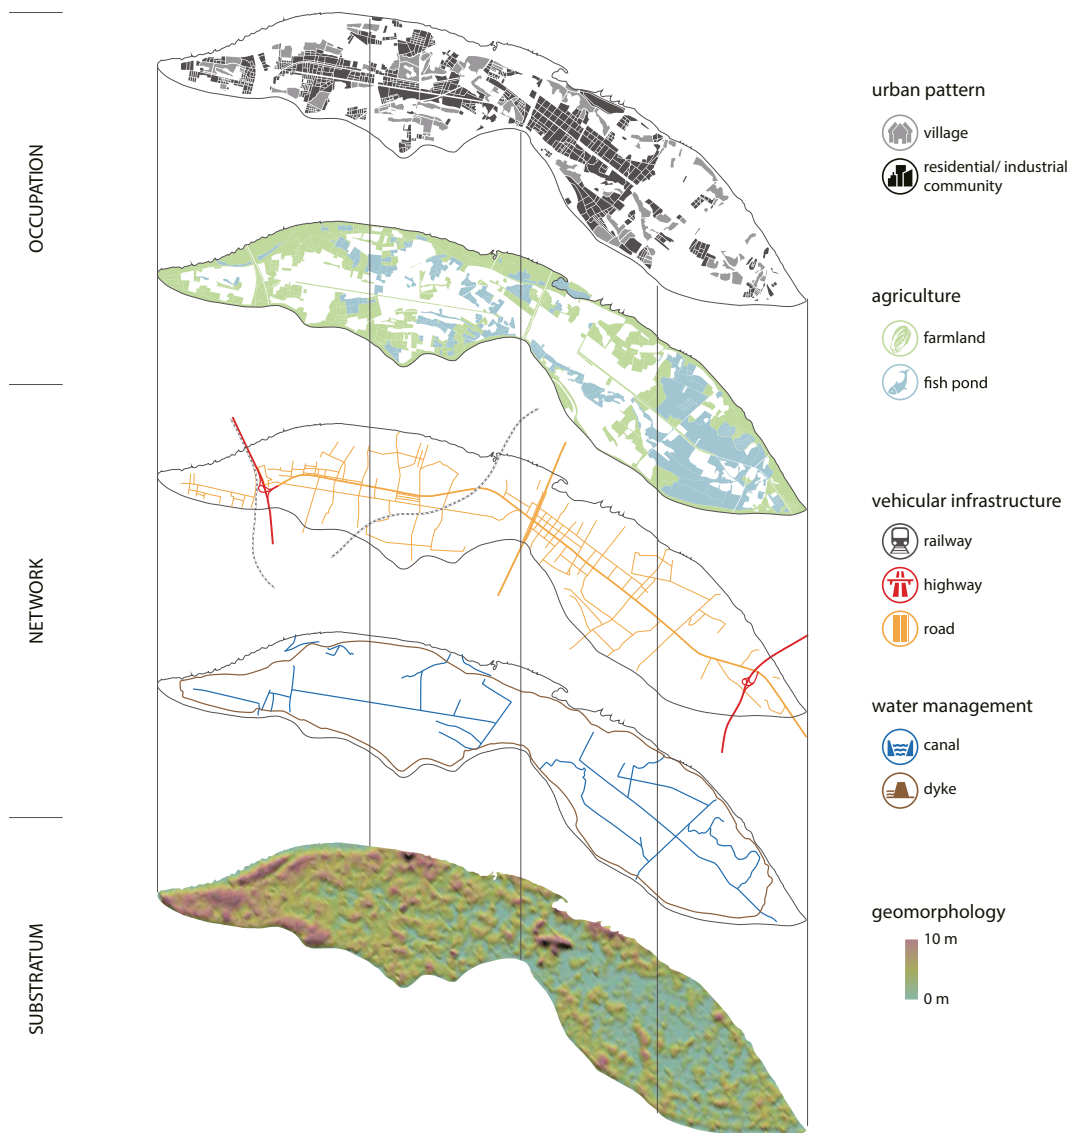 OCCUPATION
urban pattern
village
residential/ industrial
community
agriculture
farmland
fish pond
NETWORK
vehicular infrastructure
railway
highway
road
water management
canal
dyke
SUBSTRATUM
geomorphology
10 m
0 m